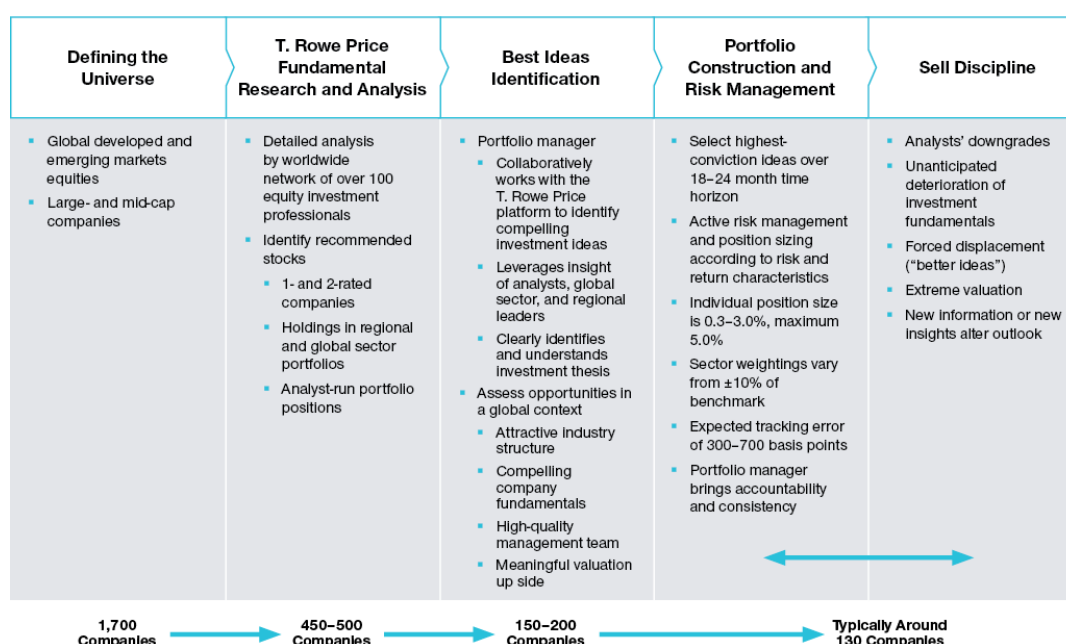 Defining the
Universe
T. Rowe Price
Fundamental
Research and Analysis
Best Ideas
Identification
Portfolio
Construction and
Risk Management
Sell Discipline
Global developed and
emerging markets
equities
Large- and mid-cap
companies
Detailed analysis
by worldwide
network of over 100
equity investment
professionals
Identify recommended
stocks
1- and 2-rated
companies
Holdings in regional
and global sector
portfolios
Analyst-run portfolio
positions
Portfolio manager
Collaboratively
works with the
T. Rowe Price
platform to identify
compelling
investment ideas
Leverages insight
of analysts, global
sector, and regional
leaders
Clearly identifies
and understands
investment thesis
Assess opportunities in
a global context
Attractive industry
structure
Compelling
company
fundamentals
High-quality
management team
Meaningful valuation
up side
Select highest-
conviction ideas over
18–24 month time
horizon
Active risk management
and position sizing
according to risk and
return characteristics
Individual position size
is 0.3–3.0%, maximum
5.0%
Sector weightings vary
from ±10% of
benchmark
Expected tracking error
of 300–700 basis points
Portfolio manager
brings accountability
and consistency
Analysts' downgrades
Unanticipated
deterioration of
investment
fundamentals
Forced displacement
("better ideas")
Extreme valuation
New information or new
insights alter outlook
1,700
Companies
450–500
Companies
150–200
Companies
Typically Around
130 Companies